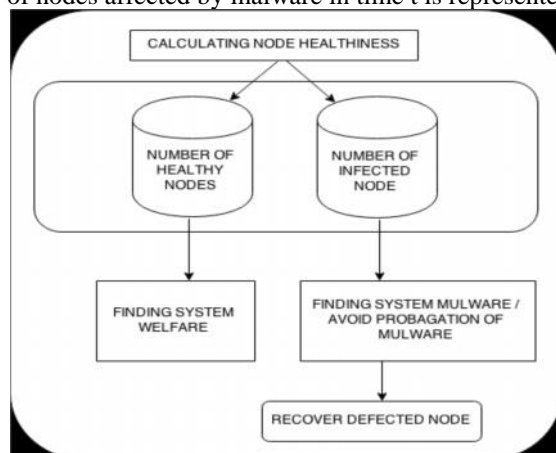 of nodes affected by malware in time t is represente
CALCULATING NODE HEALTHINESS
NUMBER OF
HEALTHY
NODES
NUMBER OF
INFECTED
NODE
FINDING SYSTEM
WELFARE
FINDING SYSTEM MULWARE /
AVOID PROBAGATION OF
MULWARE
RECOVER DEFECTED NODE